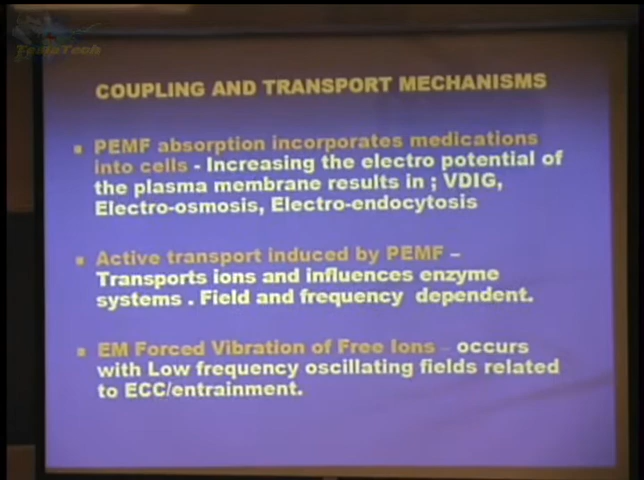 TempTech
COUPLING AND TRANSPORT MECHANISMS
PEMF absorption incorporates medications
into cells - Increasing the electro potential of
the plasma membrane results in ; VDIG,
Electro-osmosis, Electro-endocytosis
Active transport induced by PEMF –
Transports ions and influences enzyme
systems . Field and frequency dependent.
EM Forced Vibration of Free Ions – occurs
with Low frequency oscillating fields related
to ECC/entrainment.